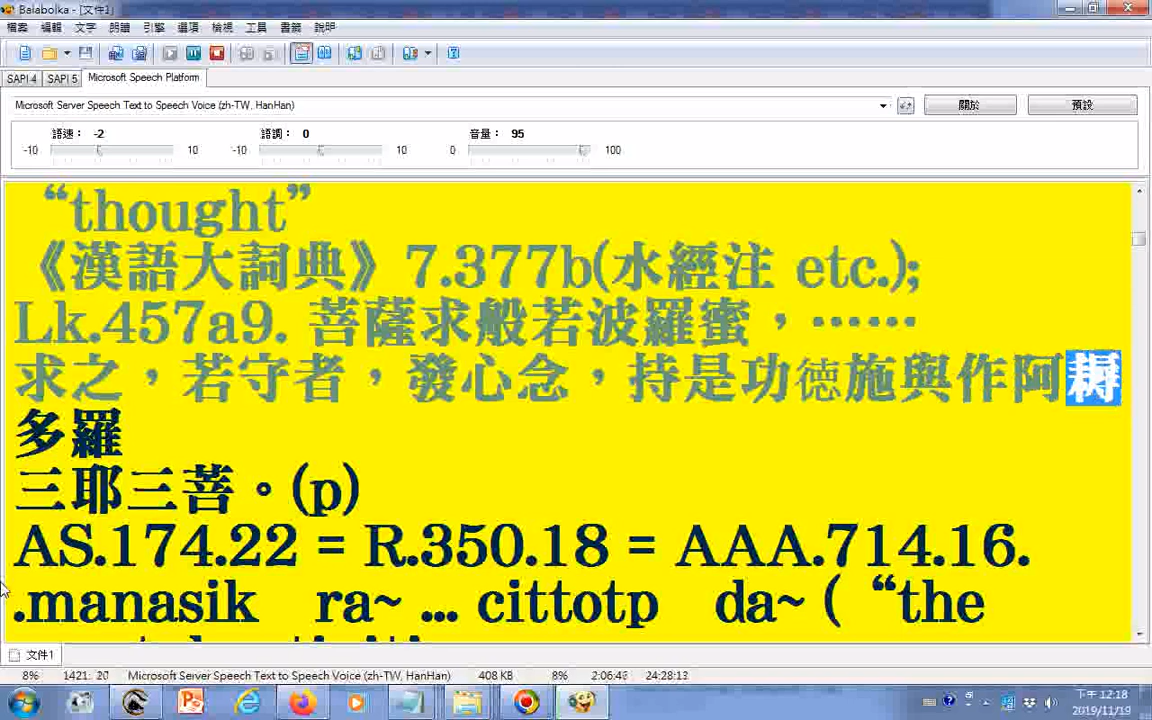 Balabolka - [文件1]
檔案 編輯 文字 朗讀 引擎 選項 檢視 工具 書籤 說明
SAPI 4 SAPI 5 Microsoft Speech Platform
Microsoft Server Speech Text to Speech Voice (zh-TW, HanHan)
關於 預設
語速： -2 語調： 0 音量： 95
-10 10 -10 10 0 100
“thought”
《漢語大詞典》 7.377b(水經注 etc.);
Lk.457a9. 菩薩求般若波羅蜜，……
求之，若守者，發心念，持是功德施與作阿耨
多羅
三耶三菩。(p)
AS.174.22 = R.350.18 = AAA.714.16.
.manasik ra~ ... cittotp da~ ( “the
文件1
8% 1421: 20 Microsoft Server Speech Text to Speech Voice (zh-TW, HanHan) 408 KB 8% 2:06:46 24:28:13
下午 12:18
2019/11/19